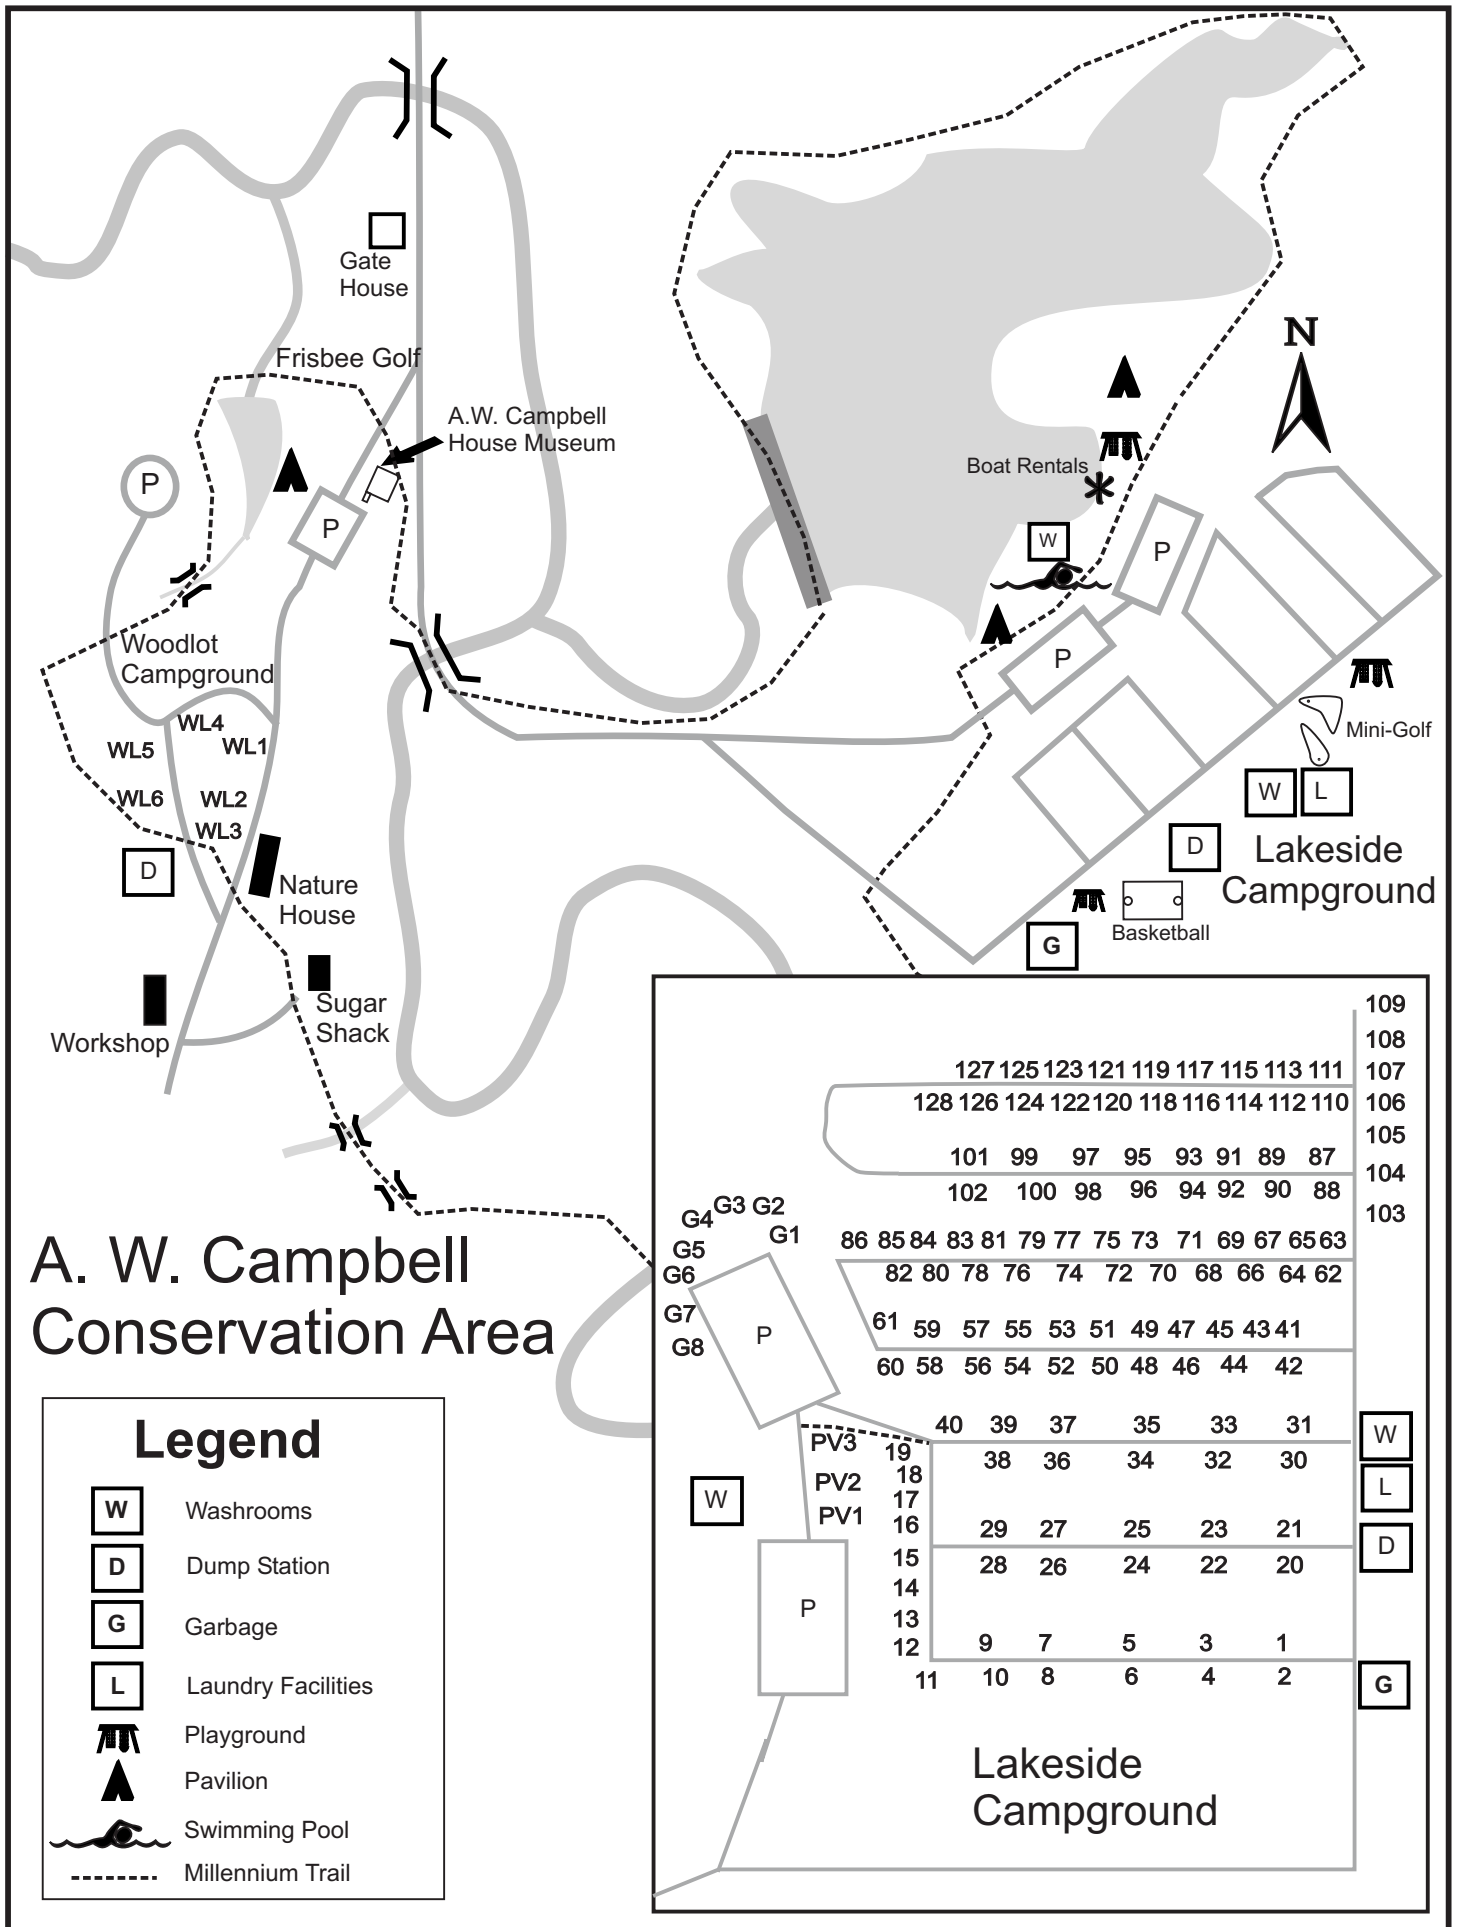 Gate
House
Frisbee Golf
A.W. Campbell
House Museum
N
Boat Rentals
P
P
W
P
P
Woodlot
Campground
WL4
WL5
WL1
WL6
WL2
WL3
D
Nature
House
Sugar
Shack
Workshop
Mini-Golf
W
L
D
Lakeside
Campground
Basketball
G
A. W. Campbell
Conservation Area
Legend
W Washrooms
D Dump Station
G Garbage
L Laundry Facilities
Playground
Pavilion
Swimming Pool
Millennium Trail
109
108
127 125 123 121 119 117 115 113 111 107
128 126 124 122 120 118 116 114 112 110 106
105
101 99 97 95 93 91 89 87
104
102 100 98 96 94 92 90 88
103
G3 G2
G4
G1
G5
G6
G7
G8
P
86 85 84 83 81 79 77 75 73 71 69 67 65 63
82 80 78 76 74 72 70 68 66 64 62
61 59 57 55 53 51 49 47 45 43 41
60 58 56 54 52 50 48 46 44 42
40 39 37 35 33 31
W
PV3
19
38 36 34 32 30
18
PV2
L
17
PV1
W
16
29 27 25 23 21
D
15
28 26 24 22 20
14
P
13
12
9 7 5 3 1
11
10 8 6 4 2
G
Lakeside
Campground